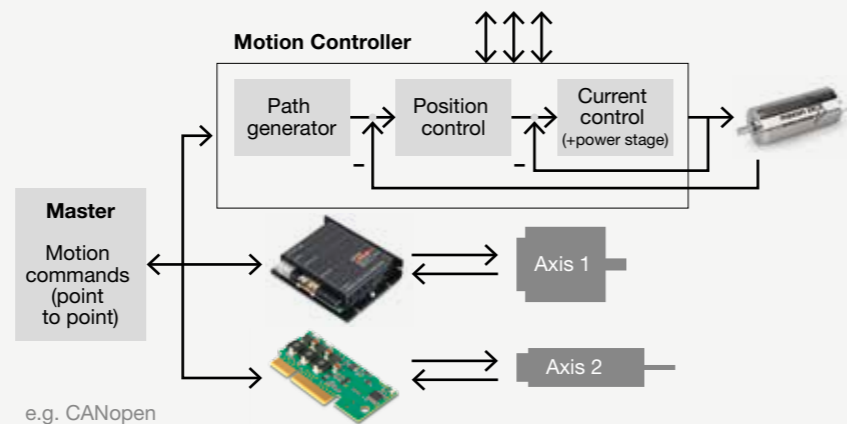 Motion Controller
Path
generator
Position
control
Current
control
(+power stage)
–
–
Master
Motion
commands
(point
to point)
Axis 1
Axis 2
e.g. CANopen